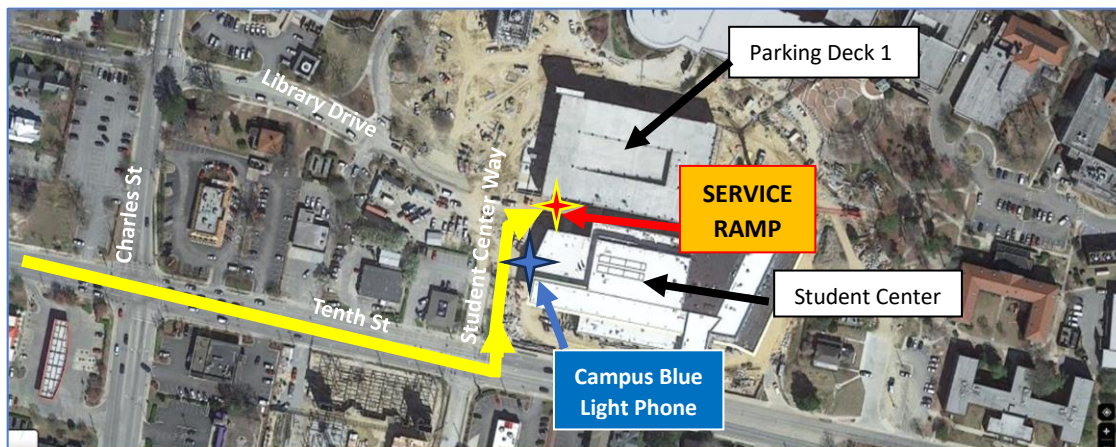 Parking Deck 1
Library Drive
Charles St
Student Center Way
SERVICE
RAMP
Student Center
Tenth St
Campus Blue
Light Phone